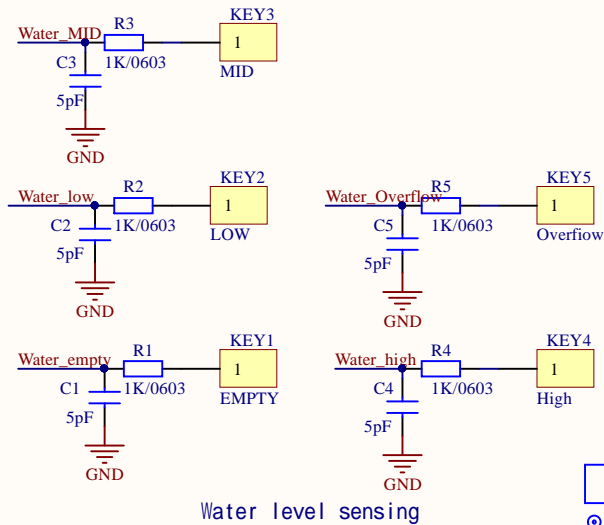 KEY3
Water_MID
R3
1
C3
1K/0603
MID
5pF
GND
KEY2
Water_low
R2
1
C2
1K/0603
LOW
5pF
GND
KEY5
Water_Overflow
R5
1
C5
1K/0603
Overfiow
5pF
GND
KEY1
Water_empty
R1
1
C1
1K/0603
EMPTY
5pF
GND
KEY4
Water_high
R4
1
C4
1K/0603
High
5pF
GND
Water level sensing